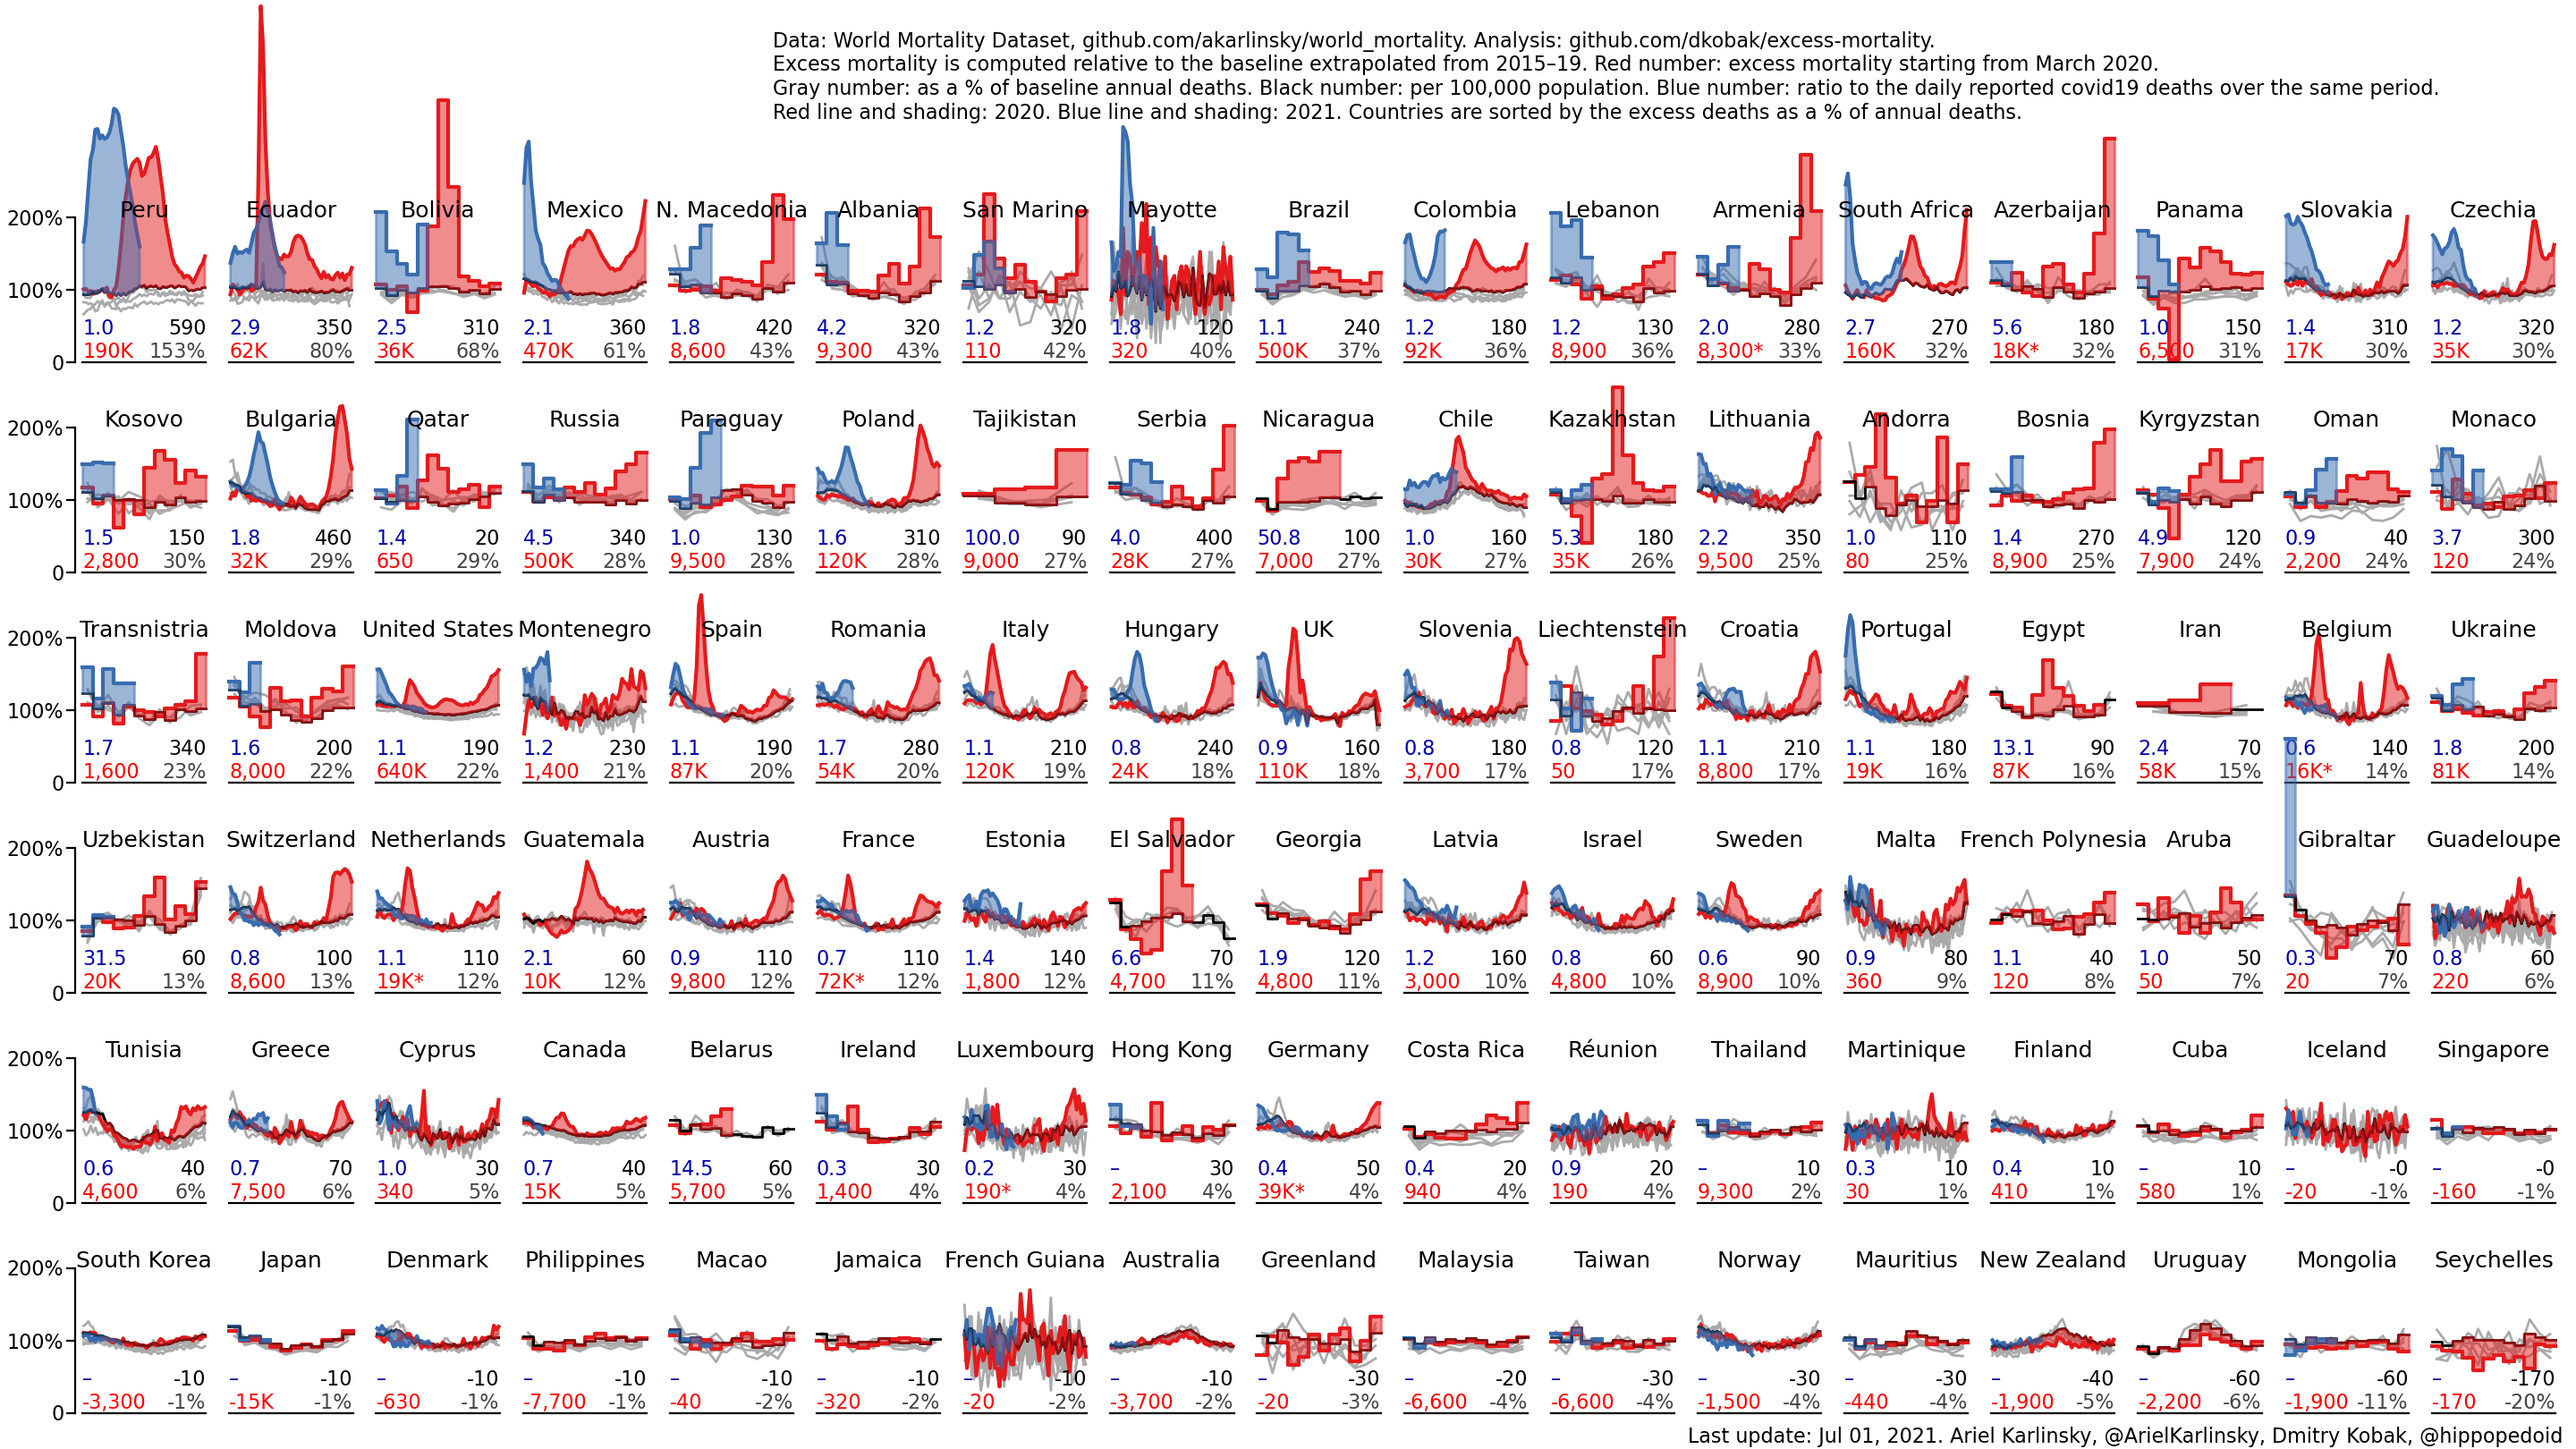 Data: World Mortality Dataset, github.com/akarlinsky/world_mortality. Analysis: github.com/dkobak/excess-mortality.
Excess mortality is computed relative to the baseline extrapolated from 2015–19. Red number: excess mortality starting from March 2020.
Gray number: as a % of baseline annual deaths. Black number: per 100,000 population. Blue number: ratio to the daily reported covid19 deaths over the same period.
Red line and shading: 2020. Blue line and shading: 2021. Countries are sorted by the excess deaths as a % of annual deaths.
200% Peru Ecuador Bolivia Mexico N. Macedonia Albania San Marino Mayotte Brazil Colombia Lebanon Armenia South Africa Azerbaijan Panama Slovakia Czechia
100%
1.0 590 2.9 350 2.5 310 2.1 360 1.8 420 4.2 320 1.2 320 1.8 120 1.1 240 1.2 180 1.2 130 2.0 280 2.7 270 5.6 180 1.0 150 1.4 310 1.2 320
0 190K 153% 62K 80% 36K 68% 470K 61% 8,600 43% 9,300 43% 110 42% 320 40% 500K 37% 92K 36% 8,900 36% 8,300* 33% 160K 32% 18K* 32% 6,500 31% 17K 30% 35K 30%
200% Kosovo Bulgaria Qatar Russia Paraguay Poland Tajikistan Serbia Nicaragua Chile Kazakhstan Lithuania Andorra Bosnia Kyrgyzstan Oman Monaco
100%
1.5 150 1.8 460 1.4 20 4.5 340 1.0 130 1.6 310 100.0 90 4.0 400 50.8 100 1.0 160 5.3 180 2.2 350 1.0 110 1.4 270 4.9 120 0.9 40 3.7 300
0 2,800 30% 32K 29% 650 29% 500K 28% 9,500 28% 120K 28% 9,000 27% 28K 27% 7,000 27% 30K 27% 35K 26% 9,500 25% 80 25% 8,900 25% 7,900 24% 2,200 24% 120 24%
200% Transnistria Moldova United States Montenegro Spain Romania Italy Hungary UK Slovenia Liechtenstein Croatia Portugal Egypt Iran Belgium Ukraine
100%
1.7 340 1.6 200 1.1 190 1.2 230 1.1 190 1.7 280 1.1 210 0.8 240 0.9 160 0.8 180 0.8 120 1.1 210 1.1 180 13.1 90 2.4 70 0.6 140 1.8 200
0 1,600 23% 8,000 22% 640K 22% 1,400 21% 87K 20% 54K 20% 120K 19% 24K 18% 110K 18% 3,700 17% 50 17% 8,800 17% 19K 16% 87K 16% 58K 15% 16K* 14% 81K 14%
200% Uzbekistan Switzerland Netherlands Guatemala Austria France Estonia El Salvador Georgia Latvia Israel Sweden Malta French Polynesia Aruba Gibraltar Guadeloupe
100%
31.5 60 0.8 100 1.1 110 2.1 60 0.9 110 0.7 110 1.4 140 6.6 70 1.9 120 1.2 160 0.8 60 0.6 90 0.9 80 1.1 40 1.0 50 0.3 70 0.8 60
0 20K 13% 8,600 13% 19K* 12% 10K 12% 9,800 12% 72K* 12% 1,800 12% 4,700 11% 4,800 11% 3,000 10% 4,800 10% 8,900 10% 360 9% 120 8% 50 7% 20 7% 220 6%
200% Tunisia Greece Cyprus Canada Belarus Ireland Luxembourg Hong Kong Germany Costa Rica Réunion Thailand Martinique Finland Cuba Iceland Singapore
100%
0.6 40 0.7 70 1.0 30 0.7 40 14.5 60 0.3 30 0.2 30 – 30 0.4 50 0.4 20 0.9 20 – 10 0.3 10 0.4 10 – 10 – -0 – -0
0 4,600 6% 7,500 6% 340 5% 15K 5% 5,700 5% 1,400 4% 190* 4% 2,100 4% 39K* 4% 940 4% 190 4% 9,300 2% 30 1% 410 1% 580 1% -20 -1% -160 -1%
200% South Korea Japan Denmark Philippines Macao Jamaica French Guiana Australia Greenland Malaysia Taiwan Norway Mauritius New Zealand Uruguay Mongolia Seychelles
100%
– -10 – -10 – -10 – -10 – -10 – -10 – -10 – -10 – -30 – -20 – -30 – -30 – -30 – -40 – -60 – -60 – -170
0 -3,300 -1% -15K -1% -630 -1% -7,700 -1% -40 -2% -320 -2% -20 -2% -3,700 -2% -20 -3% -6,600 -4% -6,600 -4% -1,500 -4% -440 -4% -1,900 -5% -2,200 -6% -1,900 -11% -170 -20%
Last update: Jul 01, 2021. Ariel Karlinsky, @ArielKarlinsky, Dmitry Kobak, @hippopedoid